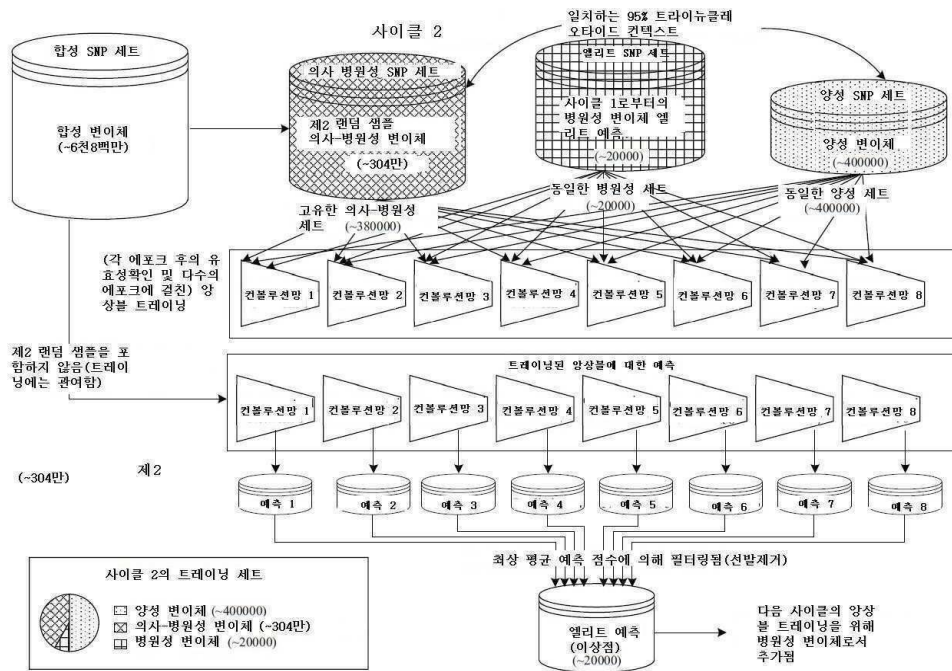 사이클 2
일치하는 95% 트라이뉴클레
오타이드 컨텍스트
합성 SNP 세트
합성 변이체
(~6천8백만)
의사 병원성 SNP 세트
제2 랜덤 샘플
의사-병원성 변이체
(~304만)
엘리트 SNP 세트
사이클 1로부터의
병원성 변이체 엘
리트 예측
(~20000)
양성 SNP 세트
양성 변이체
(~400000)
고유한 의사-병원성
세트
(~380000)
동일한 병원성 세트
(~20000)
동일한 양성 세트
(~400000)
(각 에포크 후의 유
효성확인 및 다수의
에포크에 걸친) 앙
상블 트레이닝
컨볼루션망 1
컨볼루션망 2
컨볼루션망 3
컨볼루션망 4
컨볼루션망 5
컨볼루션망 6
컨볼루션망 7
컨볼루션망 8
제2 랜덤 샘플을 포
함하지 않음(트레이
닝에는 관여함)
트레이닝된 앙상블에 대한 예측
컨볼루션망 1
컨볼루션망 2
컨볼루션망 3
컨볼루션망 4
컨볼루션망 5
컨볼루션망 6
컨볼루션망 7
컨볼루션망 8
(~304만)
제2
예측 1
예측 2
예측 3
예측 4
예측 5
예측 6
예측 7
예측 8
최상 평균 예측 점수에 의해 필터링됨(선발제거)
엘리트 예측
(이상점)
(~20000)
다음 사이클의 앙상
블 트레이닝을 위해
병원성 변이체로서
추가됨
사이클 2의 트레이닝 세트
양성 변이체 (~400000)
의사-병원성 변이체 (~304만)
병원성 변이체 (~20000)